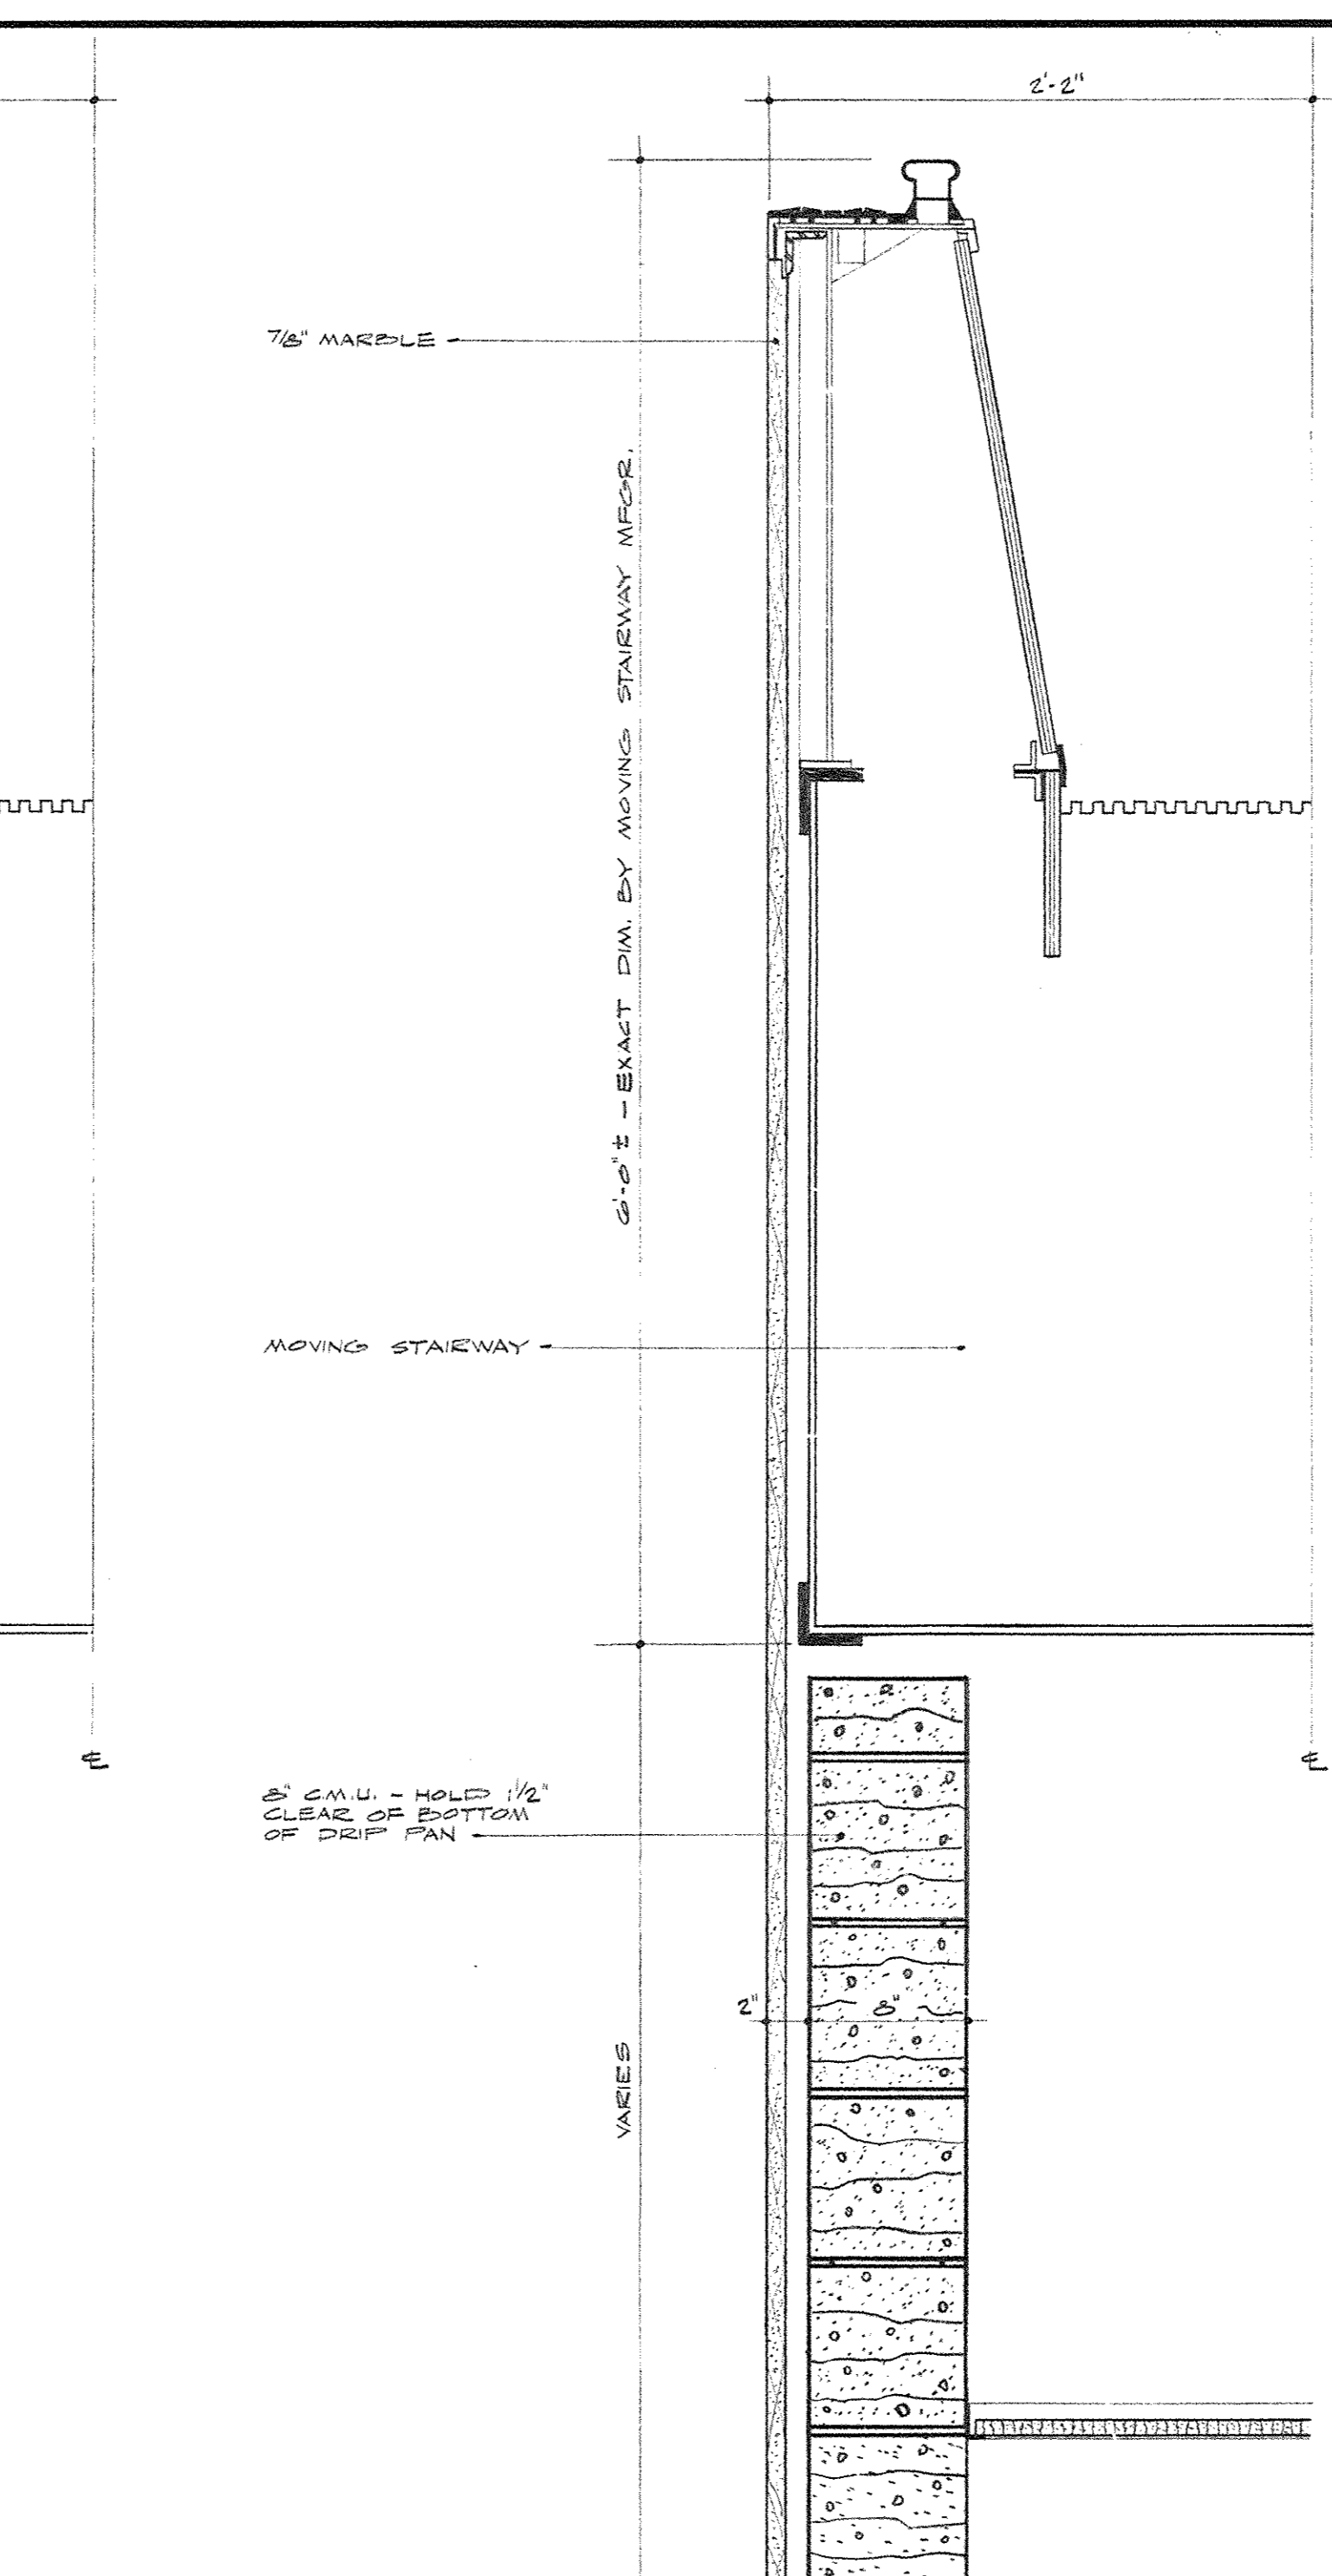 2'-2"
7/8" MARBLE
6'-0" ± - EXACT DIM. BY MOVING STAIRWAY MFGR.
MOVING STAIRWAY
℄
℄
8" C.M.U. - HOLD 1 1/2"
CLEAR OF BOTTOM
OF DRIP PAN
2"
8"
VARIES